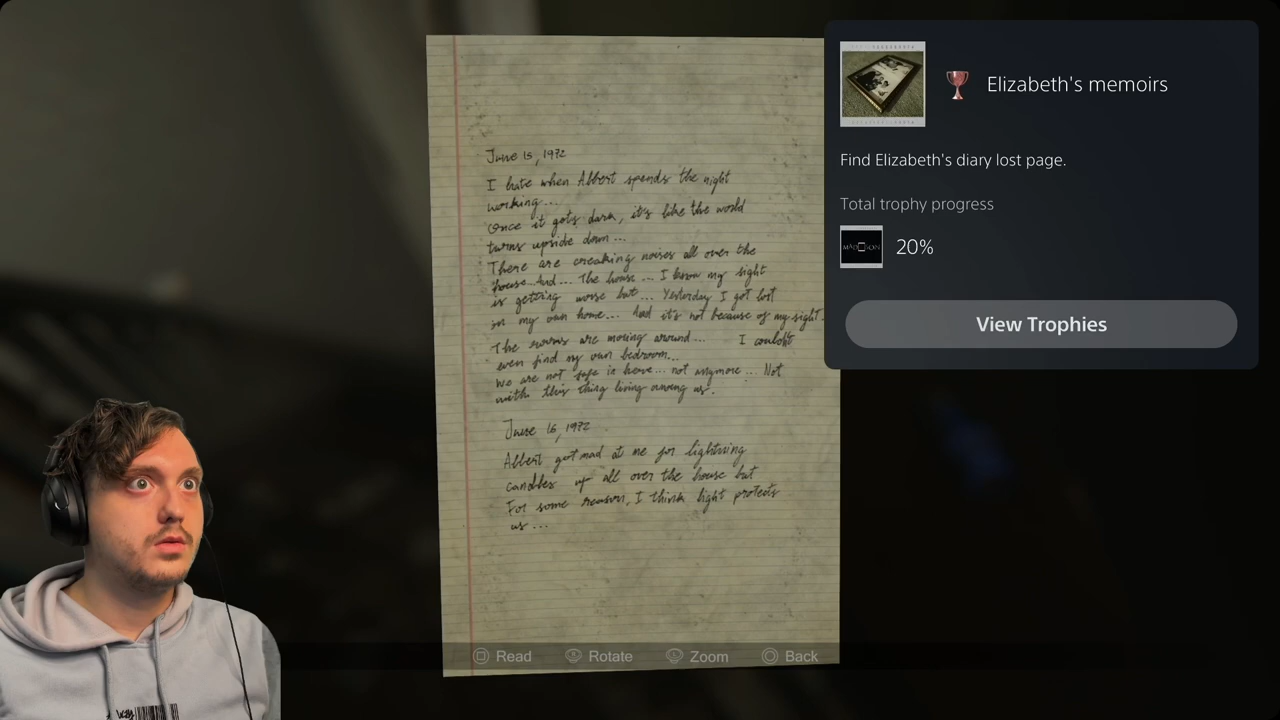 June 15, 1972
I hate when Albert spends the night
working...
Once it gets dark, it's like the world
turns upside down...
There are creaking noises all over the
house. And... The house... I know my sight
is getting worse but... Yesterday I got lost
in my own home... And it's not because of my sight.
The rooms are moving around... I couldn't
even find my own bedroom...
We are not safe in here... not anymore... Not
with this thing living among us.
June 16, 1972
Albert got mad at me for lightning
candles up all over the house but
For some reason, I think light protects
us...
Read
Rotate
Zoom
Back
Elizabeth's memoirs
Find Elizabeth's diary lost page.
Total trophy progress
MADiSON
20%
View Trophies